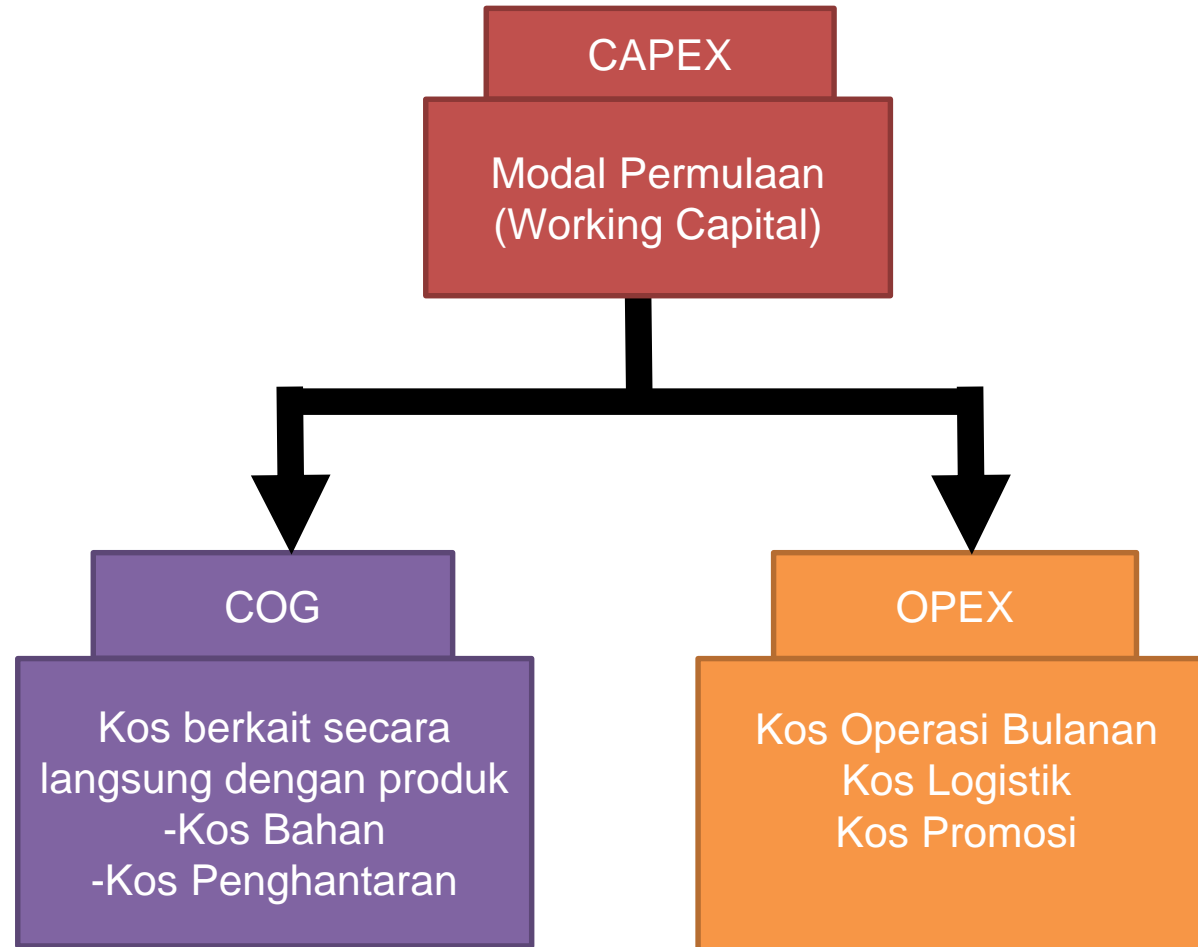 CAPEX
Modal Permulaan
(Working Capital)
COG
Kos berkait secara
langsung dengan produk
-Kos Bahan
-Kos Penghantaran
OPEX
Kos Operasi Bulanan
Kos Logistik
Kos Promosi